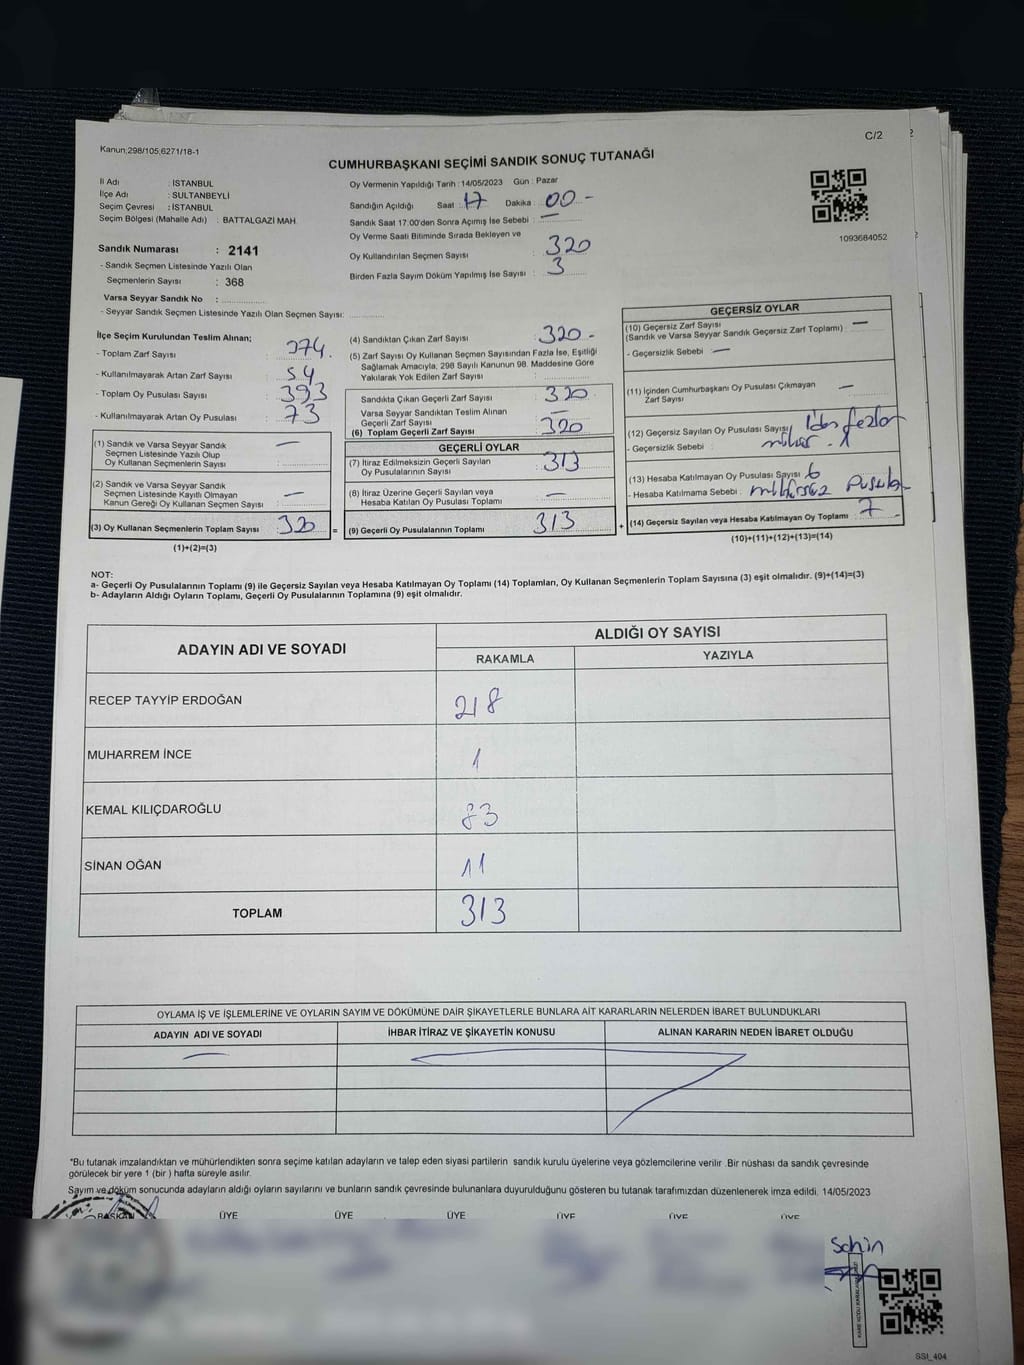 C/2
Kanun;298/105,6271/18-1
CUMHURBAŞKANI SEÇİMİ SANDIK SONUÇ TUTANAĞI
İl Adı : İSTANBUL
İlçe Adı : SULTANBEYLİ
Seçim Çevresi : İSTANBUL
Seçim Bölgesi (Mahalle Adı) : BATTALGAZİ MAH.
Sandık Numarası : 2141
- Sandık Seçmen Listesinde Yazılı Olan
Seçmenlerin Sayısı : 368
Varsa Seyyar Sandık No :
- Seyyar Sandık Seçmen Listesinde Yazılı Olan Seçmen Sayısı:
Oy Vermenin Yapıldığı Tarih :14/05/2023 Gün : Pazar
Sandığın Açıldığı Saat : 17 Dakika : 00 -
Sandık Saat 17.00'den Sonra Açımış İse Sebebi : —
Oy Verme Saati Bitiminde Sırada Bekleyen ve
Oy Kullandırılan Seçmen Sayısı : 320
Birden Fazla Sayım Döküm Yapılmış İse Sayısı : 3
1093684052
İlçe Seçim Kurulundan Teslim Alınan;
- Toplam Zarf Sayısı : 374.
- Kullanılmayarak Artan Zarf Sayısı : 54
- Toplam Oy Pusulası Sayısı : 393
- Kullanılmayarak Artan Oy Pusulası : 73
(1) Sandık ve Varsa Seyyar Sandık
Seçmen Listesinde Yazılı Olup
Oy Kullanan Seçmenlerin Sayısı : —
(2) Sandık ve Varsa Seyyar Sandık
Seçmen Listesinde Kayıtlı Olmayan
Kanun Gereği Oy Kullanan Seçmen Sayısı : —
(3) Oy Kullanan Seçmenlerin Toplam Sayısı 320 =
(1)+(2)=(3)
(4) Sandıktan Çıkan Zarf Sayısı : 320 -
(5) Zarf Sayısı Oy Kullanan Seçmen Sayısından Fazla İse, Eşitliği
Sağlamak Amacıyla, 298 Sayılı Kanunun 98. Maddesine Göre
Yakılarak Yok Edilen Zarf Sayısı :
Sandıkta Çıkan Geçerli Zarf Sayısı : 320
Varsa Seyyar Sandıktan Teslim Alınan
Geçerli Zarf Sayısı : —
(6) Toplam Geçerli Zarf Sayısı : 320
GEÇERLİ OYLAR
(7) İtiraz Edilmeksizin Geçerli Sayılan
Oy Pusulalarının Sayısı : 313
(8) İtiraz Üzerine Geçerli Sayılan veya
Hesaba Katılan Oy Pusulası Toplamı : —
(9) Geçerli Oy Pusulalarının Toplamı : 313 +
GEÇERSİZ OYLAR
(10) Geçersiz Zarf Sayısı : —
(Sandık ve Varsa Seyyar Sandık Geçersiz Zarf Toplamı)
- Geçersizlik Sebebi : —
(11) İçinden Cumhurbaşkanı Oy Pusulası Çıkmayan
Zarf Sayısı : —
(12) Geçersiz Sayılan Oy Pusulası Sayısı : 1'den fazla
- Geçersizlik Sebebi : mühür. 1
(13) Hesaba Katılmayan Oy Pusulası Sayısı : 6
- Hesaba Katılmama Sebebi : mühürsüz Pusula
(14) Geçersiz Sayılan veya Hesaba Katılmayan Oy Toplamı : 7
(10)+(11)+(12)+(13)=(14)
NOT:
a- Geçerli Oy Pusulalarının Toplamı (9) ile Geçersiz Sayılan veya Hesaba Katılmayan Oy Toplamı (14) Toplamları, Oy Kullanan Seçmenlerin Toplam Sayısına (3) eşit olmalıdır. (9)+(14)=(3)
b- Adayların Aldığı Oyların Toplamı, Geçerli Oy Pusulalarının Toplamına (9) eşit olmalıdır.
ADAYIN ADI VE SOYADI
ALDIĞI OY SAYISI
RAKAMLA YAZIYLA
RECEP TAYYİP ERDOĞAN 218
MUHARREM İNCE 1
KEMAL KILIÇDAROĞLU 83
SİNAN OĞAN 11
TOPLAM 313
OYLAMA İŞ VE İŞLEMLERİNE VE OYLARIN SAYIM VE DÖKÜMÜNE DAİR ŞİKAYETLERLE BUNLARA AİT KARARLARIN NELERDEN İBARET BULUNDUKLARI
ADAYIN ADI VE SOYADI İHBAR İTİRAZ VE ŞİKAYETİN KONUSU ALINAN KARARIN NEDEN İBARET OLDUĞU
*Bu tutanak imzalandıktan ve mühürlendikten sonra seçime katılan adayların ve talep eden siyasi partilerin sandık kurulu üyelerine veya gözlemcilerine verilir .Bir nüshası da sandık çevresinde
görülecek bir yere 1 (bir ) hafta süreyle asılır.
Sayım ve döküm sonucunda adayların aldığı oyların sayılarını ve bunların sandık çevresinde bulunanlara duyurulduğunu gösteren bu tutanak tarafımızdan düzenlenerek imza edildi. 14/05/2023
BAŞKAN ÜYE ÜYE ÜYE ÜYE ÜYE ÜYE
SSI_404